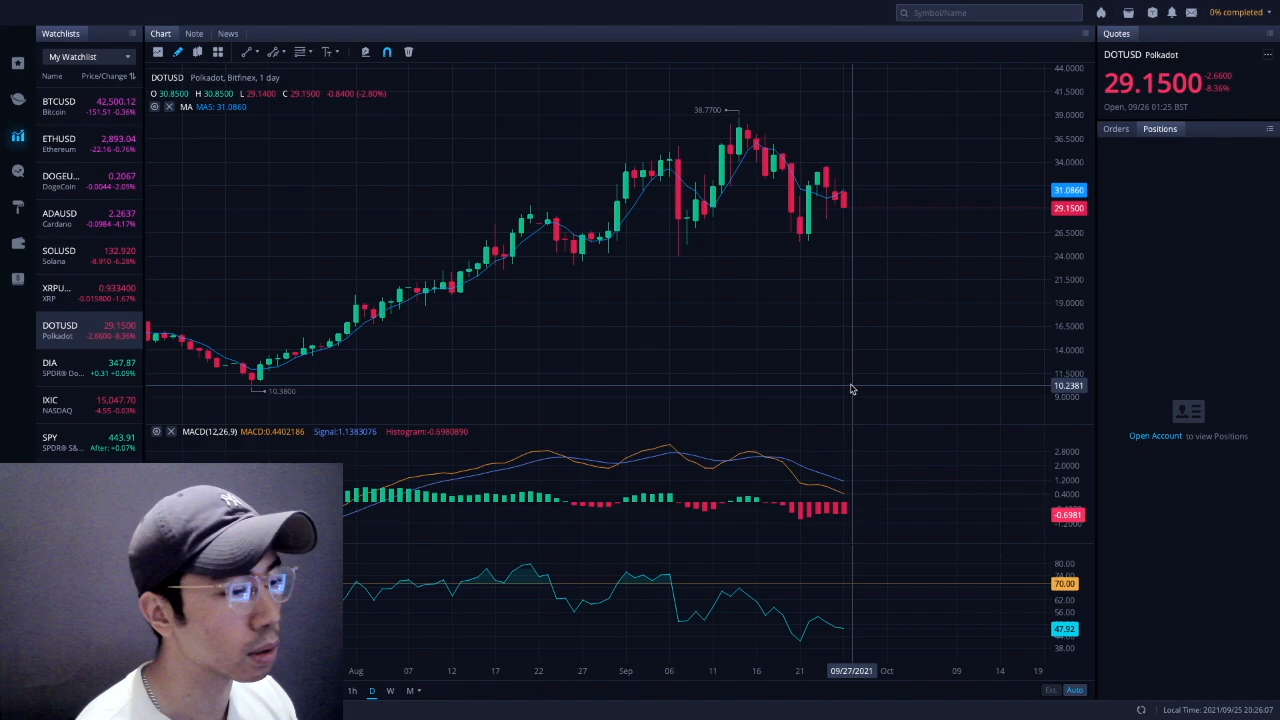 Symbol/Name
0% completed
Watchlists
Chart
Note
News
Quotes
My Watchlist
Name Price/Change
BTCUSD 42,500.12
Bitcoin -151.51 -0.36%
ETHUSD 2,893.04
Ethereum -22.16 -0.76%
DOGEU... 0.2067
DogeCoin -0.0044 -2.09%
ADAUSD 2.2637
Cardano -0.0984 -4.17%
SOLUSD 132.920
Solana -8.910 -6.28%
XRPU... 0.933400
XRP -0.015800 -1.67%
DOTUSD 29.1500
Polkadot -2.6600 -8.36%
DIA 347.87
SPDR® Do... +0.31 +0.09%
IXIC 15,047.70
NASDAQ -4.55 -0.03%
SPY 443.91
SPDR® S&... After: +0.07%
DOTUSD Polkadot, Bitfinex, 1 day
O 30.8500 H 30.8500 L 29.1400 C 29.1500 -0.8400 (-2.80%)
MA MA5: 31.0860
38.7700
10.3800
44.0000
41.5000
39.0000
36.5000
34.0000
31.0860
29.1500
26.5000
24.0000
21.5000
19.0000
16.5000
14.0000
11.5000
10.2381
9.0000
MACD(12,26,9) MACD:0.4402186 Signal:1.1383076 Histogram:-0.6980890
2.8000
2.0000
1.2000
0.4000
-0.6981
-1.2000
80.00
70.00
62.00
56.00
47.92
38.00
Aug 07 12 17 22 27 Sep 06 11 16 21 09/27/2021 Oct 09 14 19
1h D W M
Ext. Auto
DOTUSD Polkadot
29.1500 -2.6600
-8.36%
Open, 09/26 01:25 BST
Orders Positions
Open Account to view Positions
Local Time: 2021/09/25 20:26:07